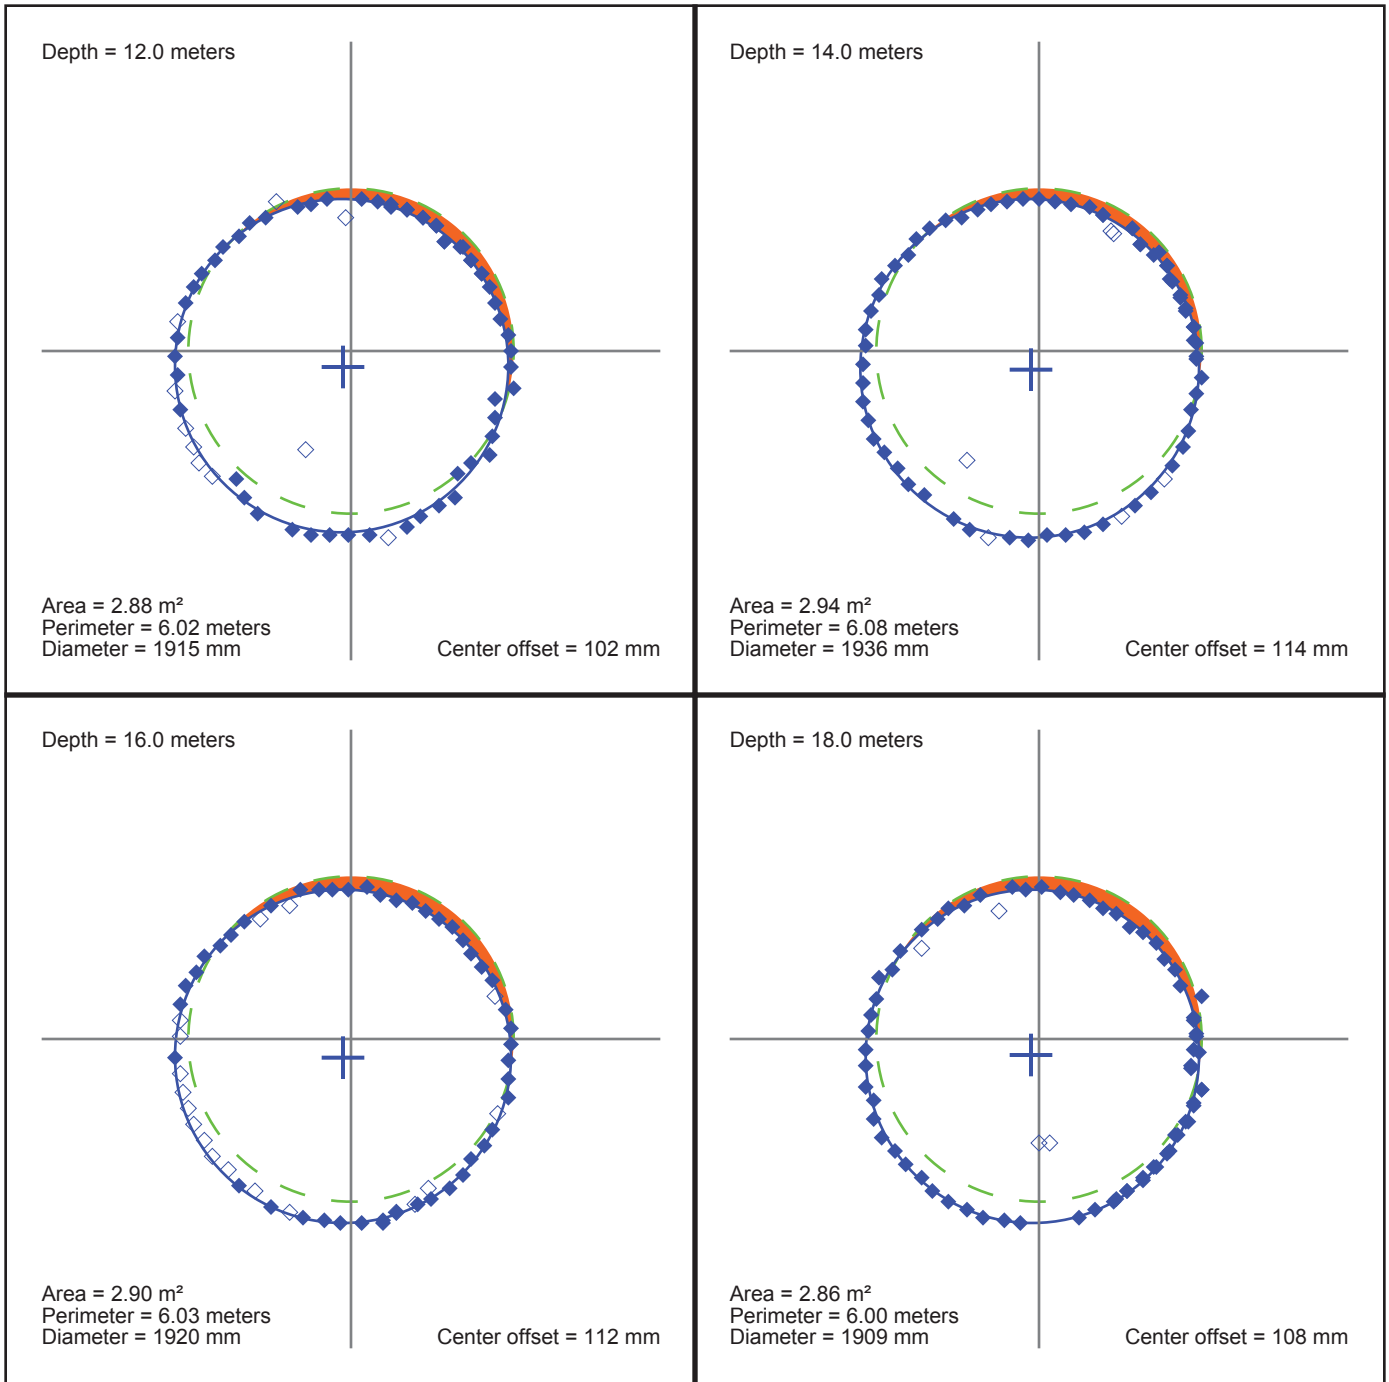 Depth = 12.0 meters
Area = 2.88 m²
Perimeter = 6.02 meters
Diameter = 1915 mm
Center offset = 102 mm
Depth = 14.0 meters
Area = 2.94 m²
Perimeter = 6.08 meters
Diameter = 1936 mm
Center offset = 114 mm
Depth = 16.0 meters
Area = 2.90 m²
Perimeter = 6.03 meters
Diameter = 1920 mm
Center offset = 112 mm
Depth = 18.0 meters
Area = 2.86 m²
Perimeter = 6.00 meters
Diameter = 1909 mm
Center offset = 108 mm